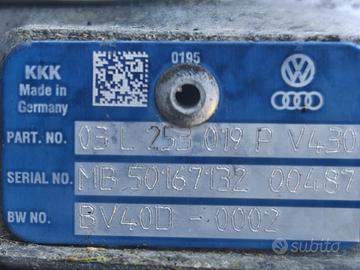 KKK
Made in
Germany
0195
PART. NO. 03L 253 019 P V430
SERIAL NO. MB 50167132 00487
BW NO. BV40D-0002
subito